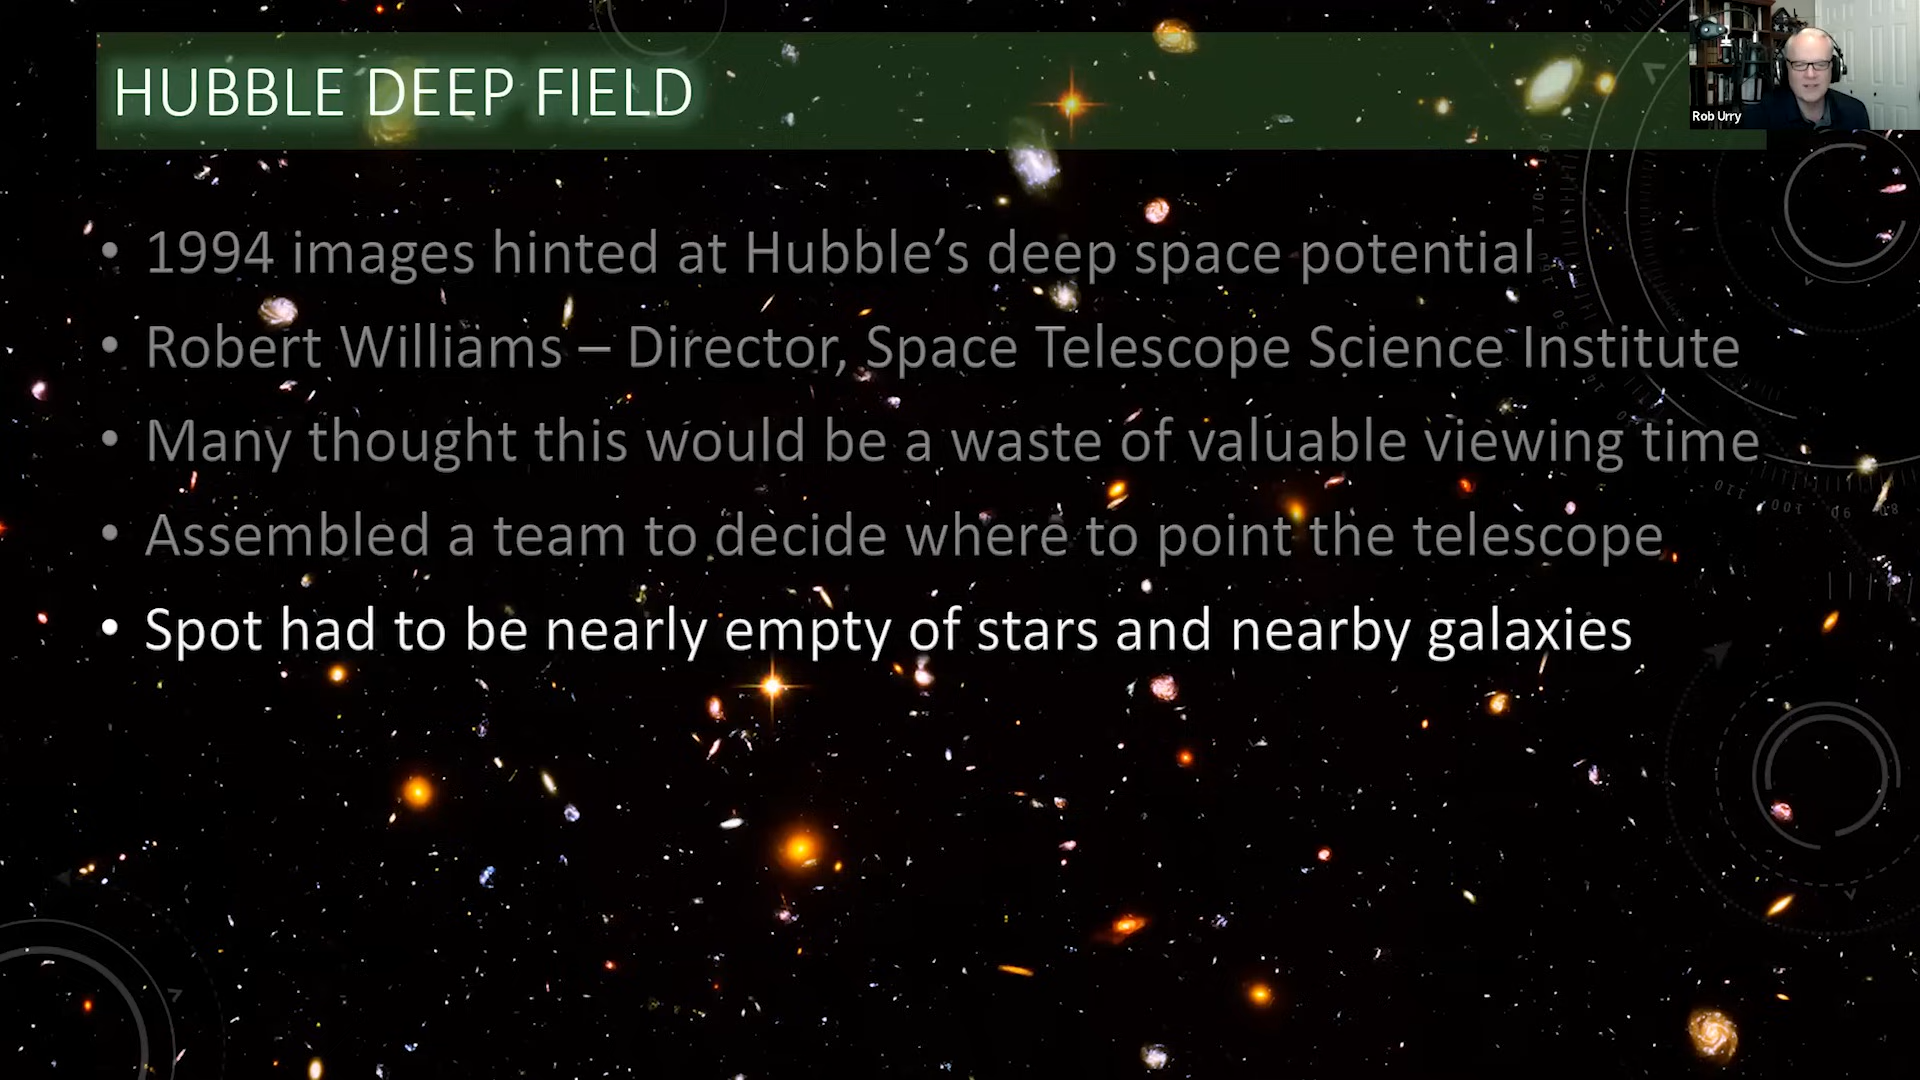 HUBBLE DEEP FIELD
Rob Urry
• 1994 images hinted at Hubble’s deep space potential
• Robert Williams – Director, Space Telescope Science Institute
• Many thought this would be a waste of valuable viewing time
• Assembled a team to decide where to point the telescope
• Spot had to be nearly empty of stars and nearby galaxies